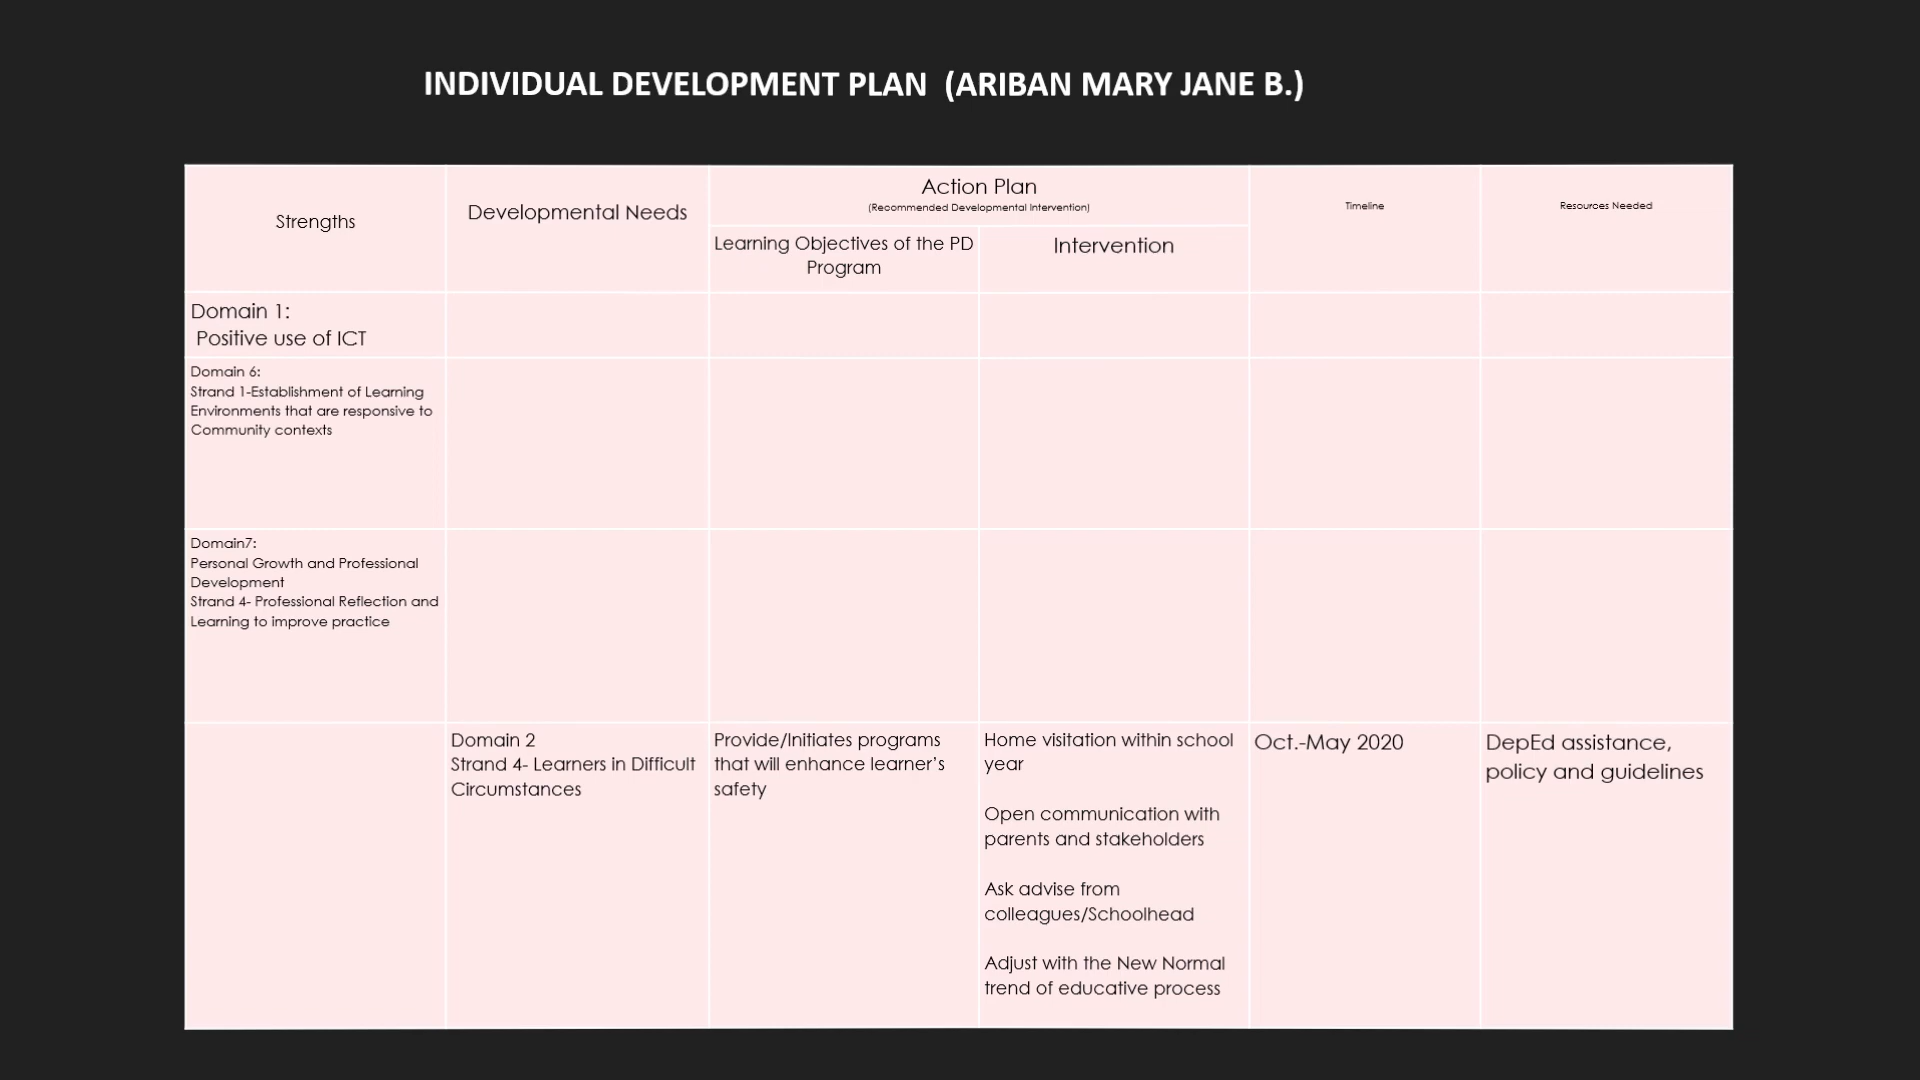 INDIVIDUAL DEVELOPMENT PLAN (ARIBAN MARY JANE B.)
Strengths
Developmental Needs
Action Plan
(Recommended Developmental Intervention)
Learning Objectives of the PD
Program
Intervention
Timeline
Resources Needed
Domain 1:
Positive use of ICT
Domain 6:
Strand 1-Establishment of Learning
Environments that are responsive to
Community contexts
Domain7:
Personal Growth and Professional
Development
Strand 4- Professional Reflection and
Learning to improve practice
Domain 2
Strand 4- Learners in Difficult
Circumstances
Provide/Initiates programs
that will enhance learner’s
safety
Home visitation within school
year
Open communication with
parents and stakeholders
Ask advise from
colleagues/Schoolhead
Adjust with the New Normal
trend of educative process
Oct.-May 2020
DepEd assistance,
policy and guidelines